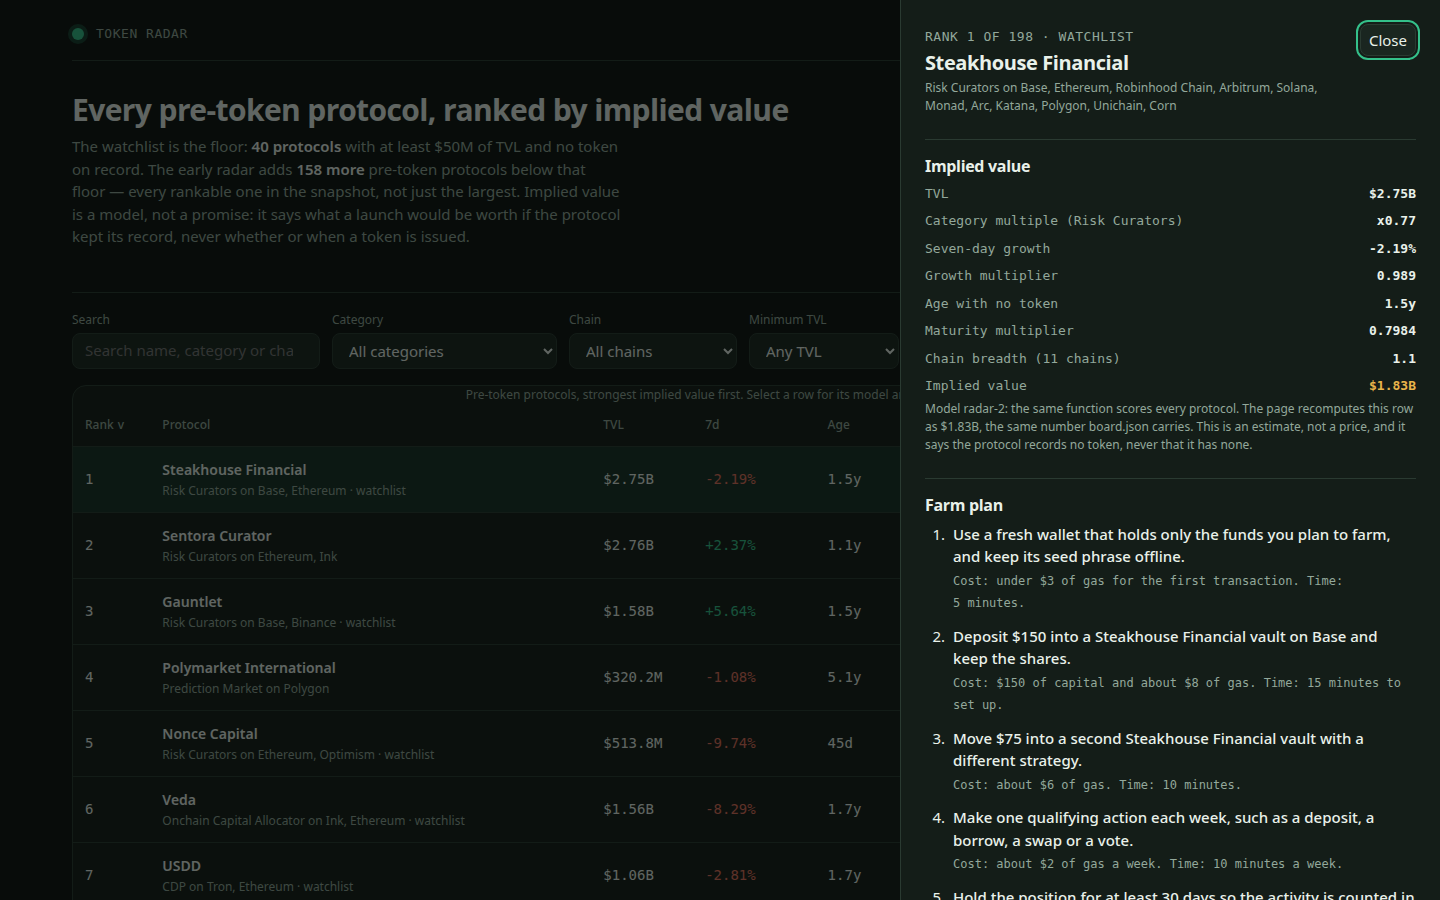 TOKEN RADAR
Every pre-token protocol, ranked by implied value
The watchlist is the floor: 40 protocols with at least $50M of TVL and no token
on record. The early radar adds 158 more pre-token protocols below that
floor — every rankable one in the snapshot, not just the largest. Implied value
is a model, not a promise: it says what a launch would be worth if the protocol
kept its record, never whether or when a token is issued.
Search
Category
Chain
Minimum TVL
Search name, category or cha
All categories
All chains
Any TVL
Pre-token protocols, strongest implied value first. Select a row for its model a
Rank v Protocol TVL 7d Age
1 Steakhouse Financial $2.75B -2.19% 1.5y
Risk Curators on Base, Ethereum · watchlist
2 Sentora Curator $2.76B +2.37% 1.1y
Risk Curators on Ethereum, Ink
3 Gauntlet $1.58B +5.64% 1.5y
Risk Curators on Base, Binance · watchlist
4 Polymarket International $320.2M -1.08% 5.1y
Prediction Market on Polygon
5 Nonce Capital $513.8M -9.74% 45d
Risk Curators on Ethereum, Optimism · watchlist
6 Veda $1.56B -8.29% 1.7y
Onchain Capital Allocator on Ink, Ethereum · watchlist
7 USDD $1.06B -2.81% 1.7y
CDP on Tron, Ethereum · watchlist
RANK 1 OF 198 · WATCHLIST
Close
Steakhouse Financial
Risk Curators on Base, Ethereum, Robinhood Chain, Arbitrum, Solana,
Monad, Arc, Katana, Polygon, Unichain, Corn
Implied value
TVL $2.75B
Category multiple (Risk Curators) x0.77
Seven-day growth -2.19%
Growth multiplier 0.989
Age with no token 1.5y
Maturity multiplier 0.7984
Chain breadth (11 chains) 1.1
Implied value $1.83B
Model radar-2: the same function scores every protocol. The page recomputes this row
as $1.83B, the same number board.json carries. This is an estimate, not a price, and it
says the protocol records no token, never that it has none.
Farm plan
1. Use a fresh wallet that holds only the funds you plan to farm,
and keep its seed phrase offline.
Cost: under $3 of gas for the first transaction. Time:
5 minutes.
2. Deposit $150 into a Steakhouse Financial vault on Base and
keep the shares.
Cost: $150 of capital and about $8 of gas. Time: 15 minutes to
set up.
3. Move $75 into a second Steakhouse Financial vault with a
different strategy.
Cost: about $6 of gas. Time: 10 minutes.
4. Make one qualifying action each week, such as a deposit, a
borrow, a swap or a vote.
Cost: about $2 of gas a week. Time: 10 minutes a week.
5. Hold the position for at least 30 days so the activity is counted in